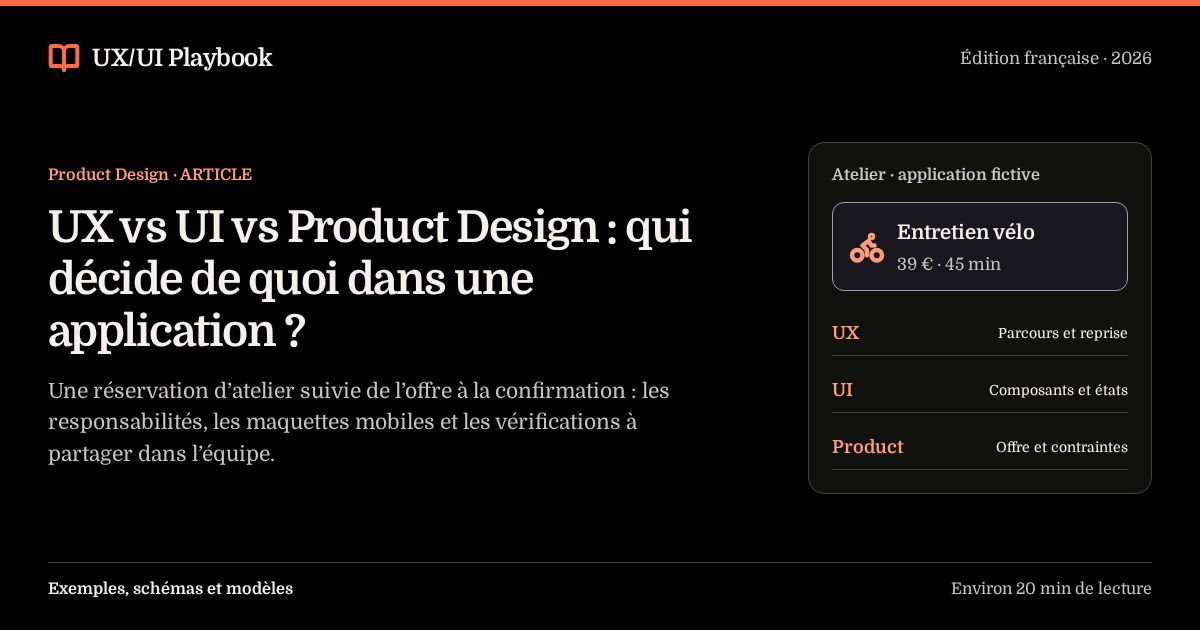 UX/UI Playbook
Édition française · 2026
Product Design · ARTICLE
UX vs UI vs Product Design : qui
décide de quoi dans une
application ?
Une réservation d’atelier suivie de l’offre à la confirmation : les
responsabilités, les maquettes mobiles et les vérifications à
partager dans l’équipe.
Atelier · application fictive
Entretien vélo
39 € · 45 min
UX Parcours et reprise
UI Composants et états
Product Offre et contraintes
Exemples, schémas et modèles
Environ 20 min de lecture